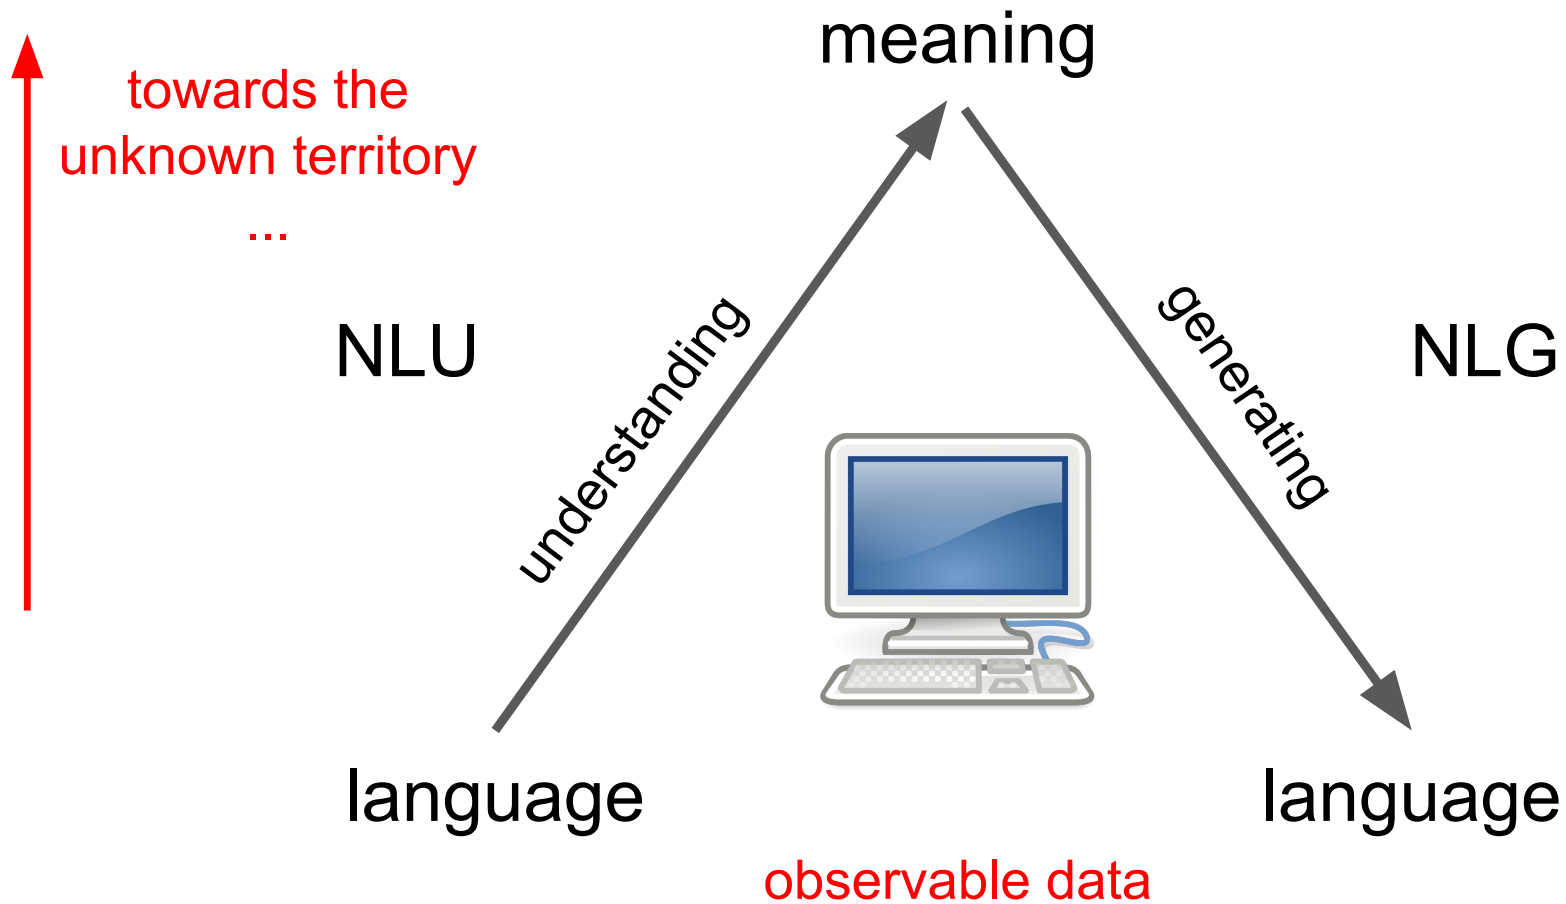 meaning
towards the
unknown territory
...
NLU
understanding
generating
NLG
language
language
observable data